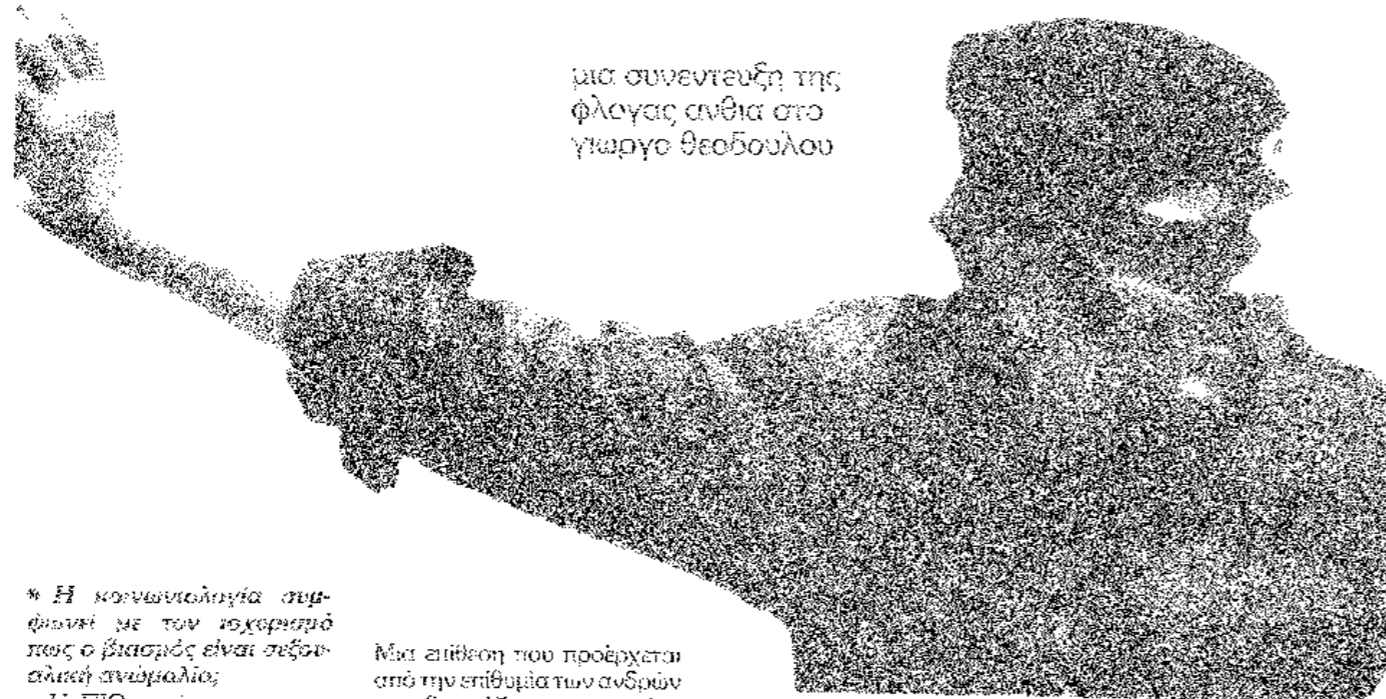 μια συνεντευξη της
φλογας ανθια στο
γιωργο θεοδουλου
* Η κοινωνιολογία συμ-
φωνεί με τον ισχυρισμό
πως ο βιασμός είναι σεξου-
αλική ανώμαλία;
Μια επίθεση που προέρχεται
από την επιθυμία των ανδρών